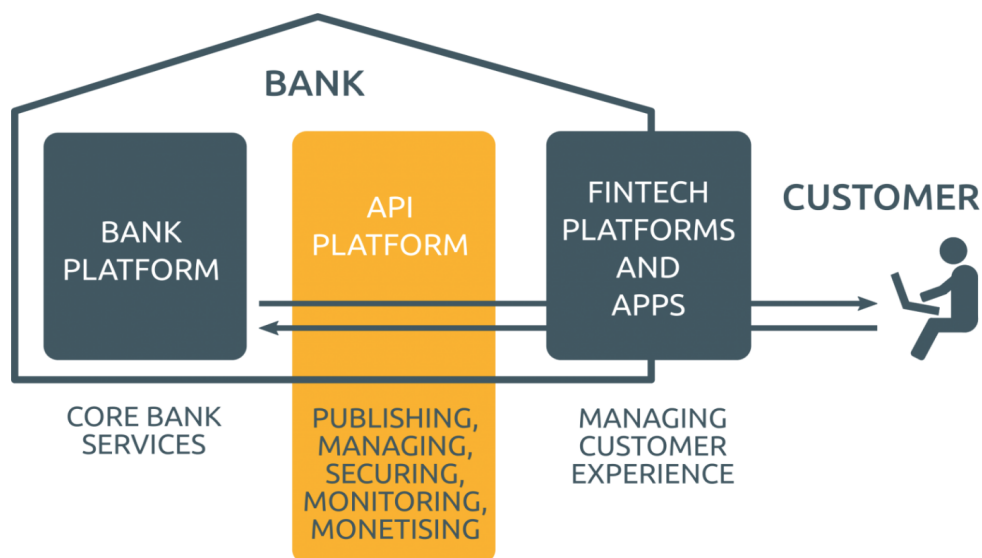 BANK
BANK
PLATFORM
API
PLATFORM
FINTECH
PLATFORMS
AND
APPS
CUSTOMER
CORE BANK
SERVICES
PUBLISHING,
MANAGING,
SECURING,
MONITORING,
MONETISING
MANAGING
CUSTOMER
EXPERIENCE